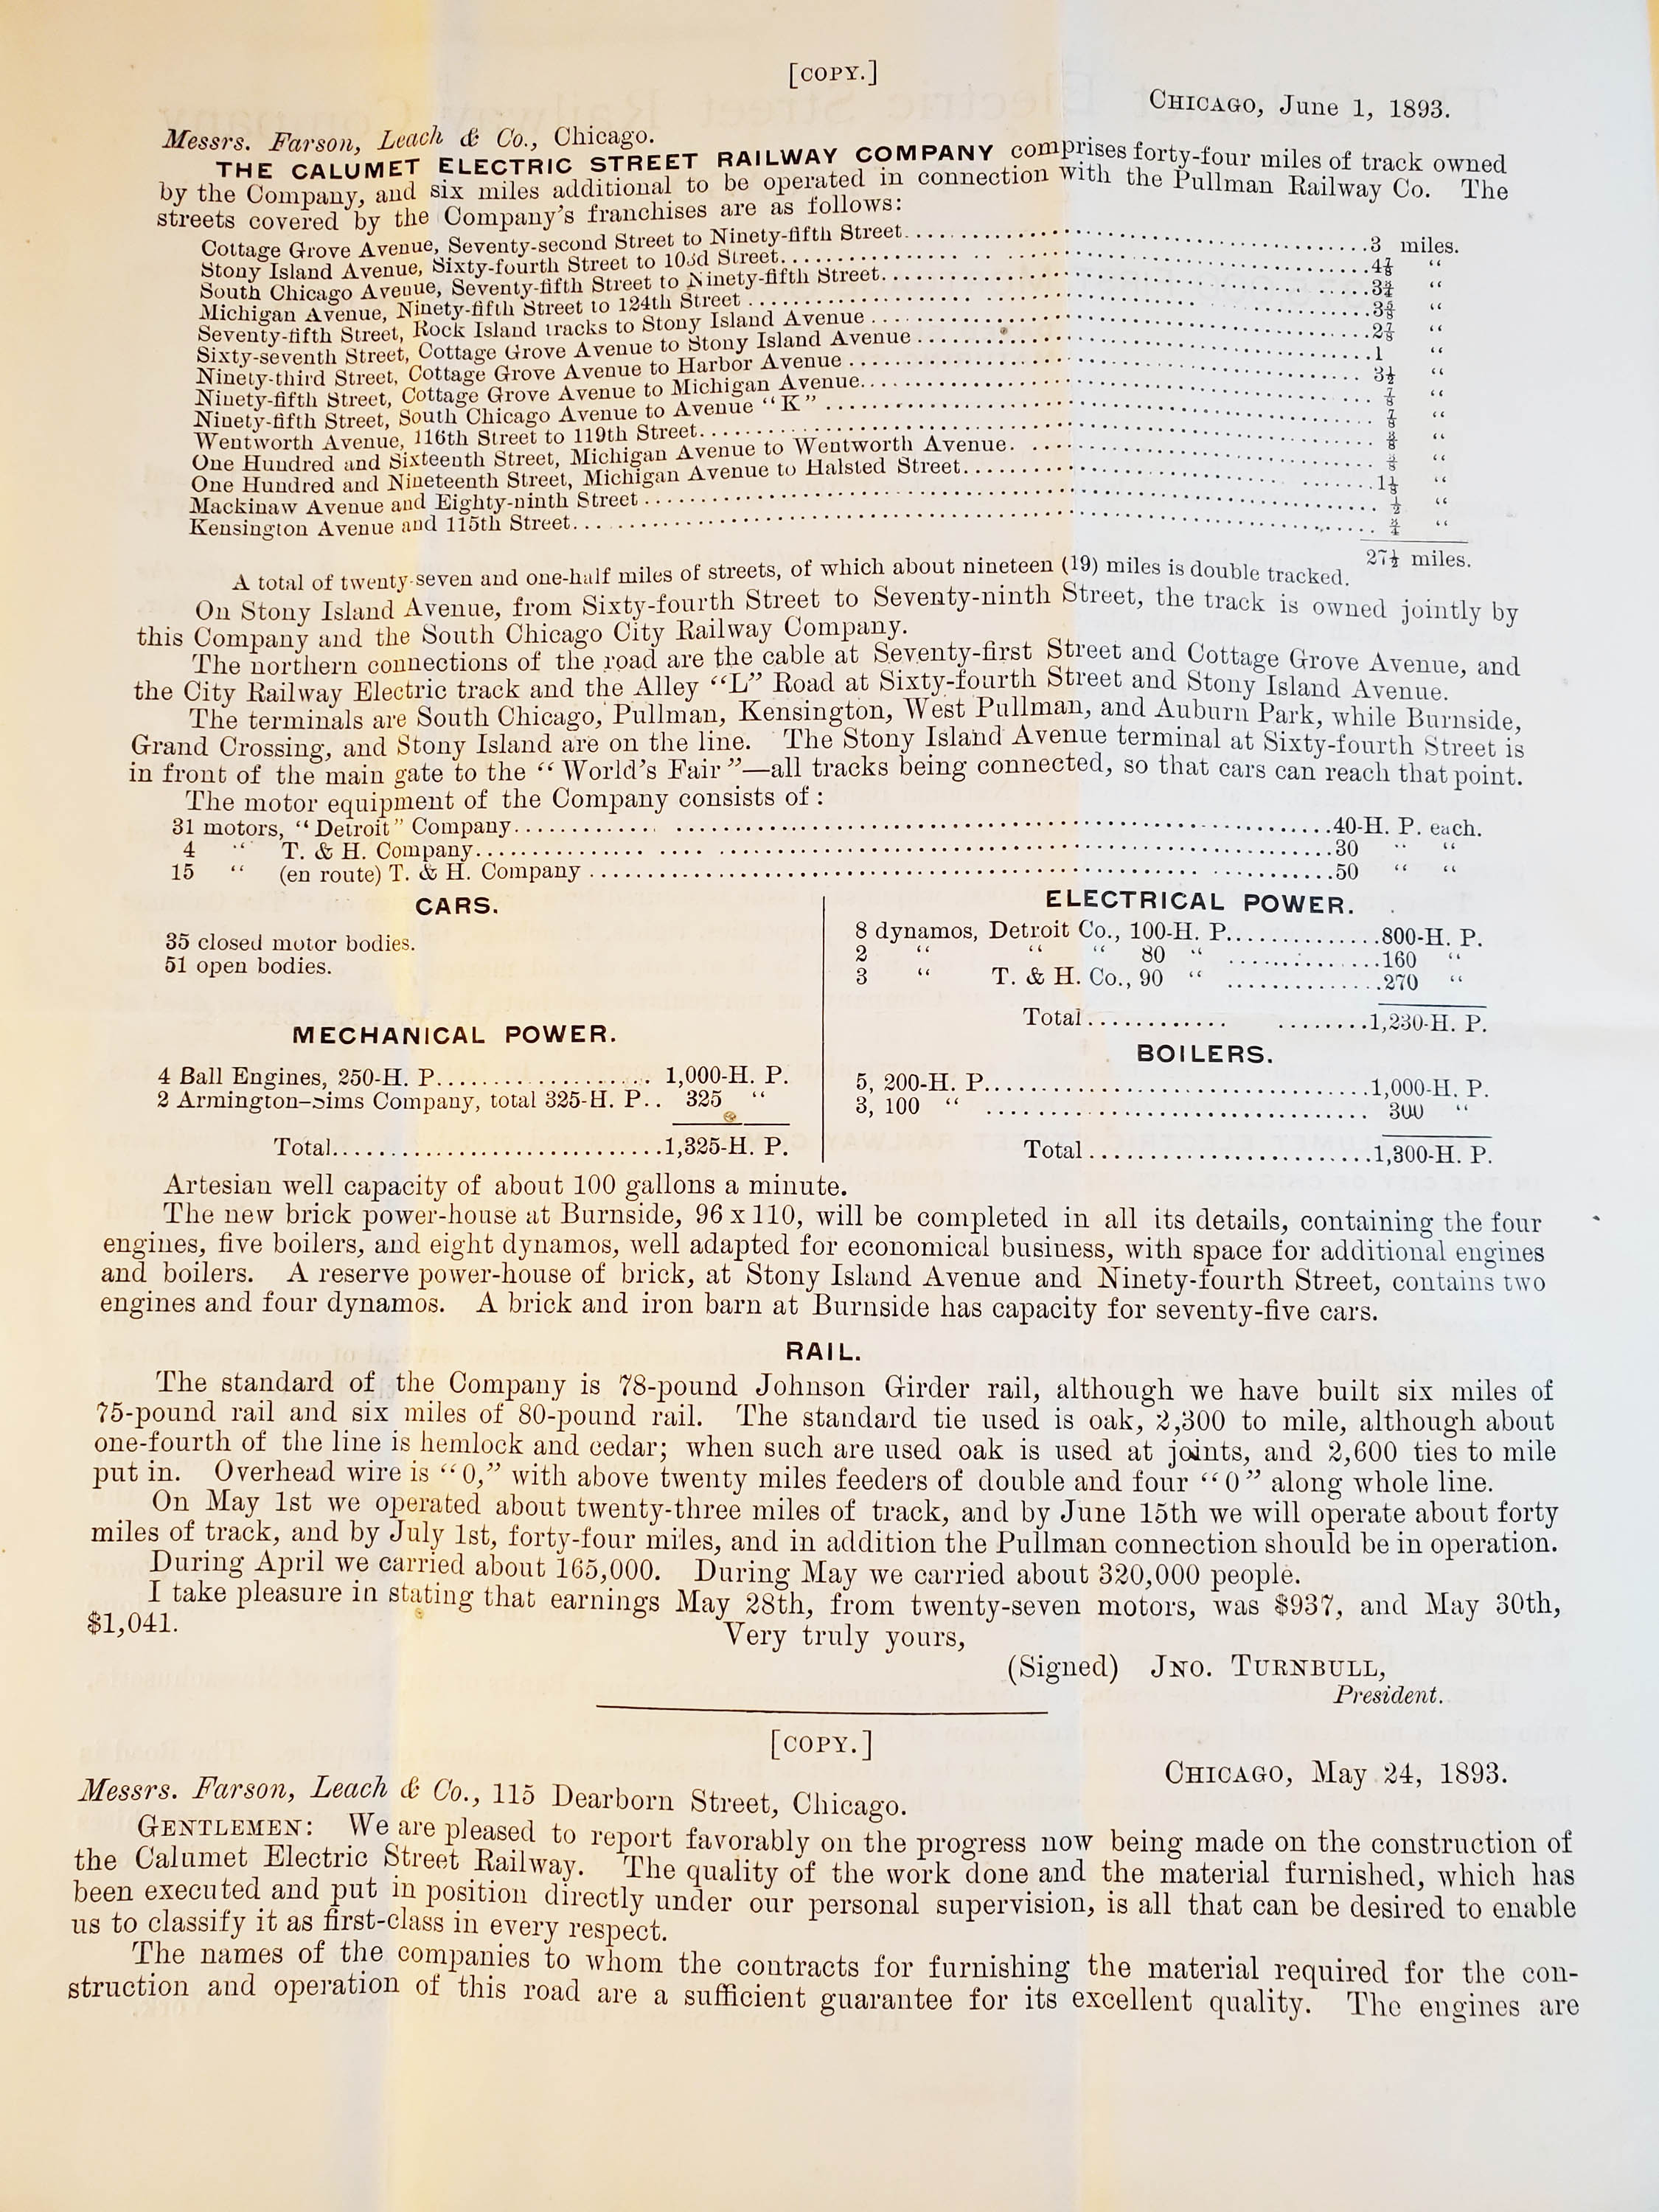 [COPY.]
CHICAGO, June 1, 1893.
Messrs. Farson, Leach & Co., Chicago.
THE CALUMET ELECTRIC STREET RAILWAY COMPANY comprises forty-four miles of track owned
by the Company, and six miles additional to be operated in connection with the Pullman Railway Co. The
streets covered by the Company's franchises are as follows:
Cottage Grove Avenue, Seventy-second Street to Ninety-fifth Street........3 miles.
Stony Island Avenue, Sixty-fourth Street to 103d Street........4⅞ "
South Chicago Avenue, Seventy-fifth Street to Ninety-fifth Street........3¾ "
Michigan Avenue, Ninety-fifth Street to 124th Street........ "
Seventy-fifth Street, Rock Island tracks to Stony Island Avenue........2⅞ "
Sixty-seventh Street, Cottage Grove Avenue to Stony Island Avenue........1 "
Ninety-third Street, Cottage Grove Avenue to Harbor Avenue........3½ "
Ninety-fifth Street, Cottage Grove Avenue to Michigan Avenue........⅞ "
Ninety-fifth Street, South Chicago Avenue to Avenue "K"........⅞ "
Wentworth Avenue, 116th Street to 119th Street........⅜ "
One Hundred and Sixteenth Street, Michigan Avenue to Wentworth Avenue........ "
One Hundred and Nineteenth Street, Michigan Avenue to Halsted Street........1⅛ "
Mackinaw Avenue and Eighty-ninth Street........½ "
Kensington Avenue and 115th Street........¾ "
27½ miles.
A total of twenty-seven and one-half miles of streets, of which about nineteen (19) miles is double tracked.
On Stony Island Avenue, from Sixty-fourth Street to Seventy-ninth Street, the track is owned jointly by
this Company and the South Chicago City Railway Company.
The northern connections of the road are the cable at Seventy-first Street and Cottage Grove Avenue, and
the City Railway Electric track and the Alley "L" Road at Sixty-fourth Street and Stony Island Avenue.
The terminals are South Chicago, Pullman, Kensington, West Pullman, and Auburn Park, while Burnside,
Grand Crossing, and Stony Island are on the line. The Stony Island Avenue terminal at Sixty-fourth Street is
in front of the main gate to the "World's Fair"—all tracks being connected, so that cars can reach that point.
The motor equipment of the Company consists of:
31 motors, "Detroit" Company........40-H. P. each.
4 " T. & H. Company........30 " "
15 " (en route) T. & H. Company........50 " "
CARS.
35 closed motor bodies.
51 open bodies.
MECHANICAL POWER.
4 Ball Engines, 250-H. P........1,000-H. P.
2 Armington-Sims Company, total 325-H. P.. 325 "
Total........1,325-H. P.
ELECTRICAL POWER.
8 dynamos, Detroit Co., 100-H. P........800-H. P.
2 " " " 80 " ........160 "
3 " T. & H. Co., 90 " ........270 "
Total........1,230-H. P.
BOILERS.
5, 200-H. P........1,000-H. P.
3, 100 " ........300 "
Total........1,300-H. P.
Artesian well capacity of about 100 gallons a minute.
The new brick power-house at Burnside, 96 x 110, will be completed in all its details, containing the four
engines, five boilers, and eight dynamos, well adapted for economical business, with space for additional engines
and boilers. A reserve power-house of brick, at Stony Island Avenue and Ninety-fourth Street, contains two
engines and four dynamos. A brick and iron barn at Burnside has capacity for seventy-five cars.
RAIL.
The standard of the Company is 78-pound Johnson Girder rail, although we have built six miles of
75-pound rail and six miles of 80-pound rail. The standard tie used is oak, 2,300 to mile, although about
one-fourth of the line is hemlock and cedar; when such are used oak is used at joints, and 2,600 ties to mile
put in. Overhead wire is "0," with above twenty miles feeders of double and four "0" along whole line.
On May 1st we operated about twenty-three miles of track, and by June 15th we will operate about forty
miles of track, and by July 1st, forty-four miles, and in addition the Pullman connection should be in operation.
During April we carried about 165,000. During May we carried about 320,000 people.
I take pleasure in stating that earnings May 28th, from twenty-seven motors, was $937, and May 30th,
$1,041.
Very truly yours,
(Signed) JNO. TURNBULL,
President.
[COPY.]
CHICAGO, May 24, 1893.
Messrs. Farson, Leach & Co., 115 Dearborn Street, Chicago.
GENTLEMEN: We are pleased to report favorably on the progress now being made on the construction of
the Calumet Electric Street Railway. The quality of the work done and the material furnished, which has
been executed and put in position directly under our personal supervision, is all that can be desired to enable
us to classify it as first-class in every respect.
The names of the companies to whom the contracts for furnishing the material required for the con-
struction and operation of this road are a sufficient guarantee for its excellent quality. The engines are